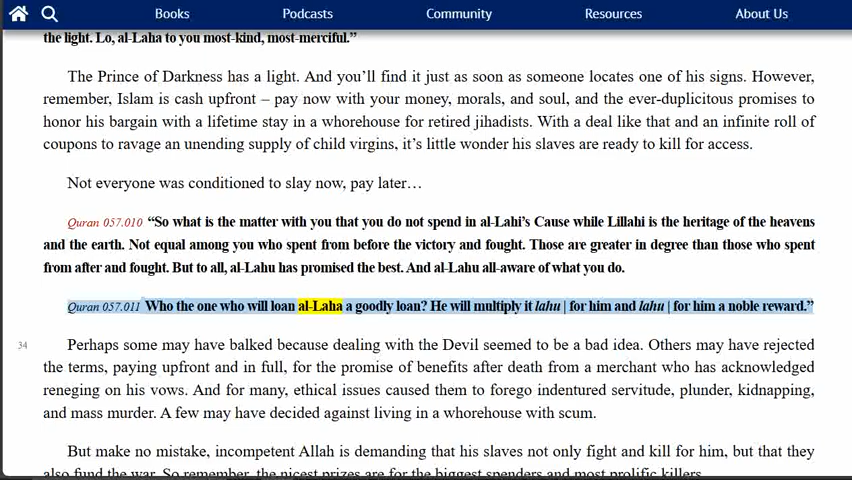 Books Podcasts Community Resources About Us
the light. Lo, al-Laha to you most-kind, most-merciful.”
The Prince of Darkness has a light. And you’ll find it just as soon as someone locates one of his signs. However,
remember, Islam is cash upfront – pay now with your money, morals, and soul, and the ever-duplicitous promises to
honor his bargain with a lifetime stay in a whorehouse for retired jihadists. With a deal like that and an infinite roll of
coupons to ravage an unending supply of child virgins, it’s little wonder his slaves are ready to kill for access.
Not everyone was conditioned to slay now, pay later…
Quran 057.010 “So what is the matter with you that you do not spend in al-Lahi’s Cause while Lillahi is the heritage of the heavens
and the earth. Not equal among you who spent from before the victory and fought. Those are greater in degree than those who spent
from after and fought. But to all, al-Lahu has promised the best. And al-Lahu all-aware of what you do.
Quran 057.011 Who the one who will loan al-Laha a goodly loan? He will multiply it lahu | for him and lahu | for him a noble reward.”
34 Perhaps some may have balked because dealing with the Devil seemed to be a bad idea. Others may have rejected
the terms, paying upfront and in full, for the promise of benefits after death from a merchant who has acknowledged
reneging on his vows. And for many, ethical issues caused them to forego indentured servitude, plunder, kidnapping,
and mass murder. A few may have decided against living in a whorehouse with scum.
But make no mistake, incompetent Allah is demanding that his slaves not only fight and kill for him, but that they
also fund the war. So remember, the nicest prizes are for the biggest spenders and most prolific killers.